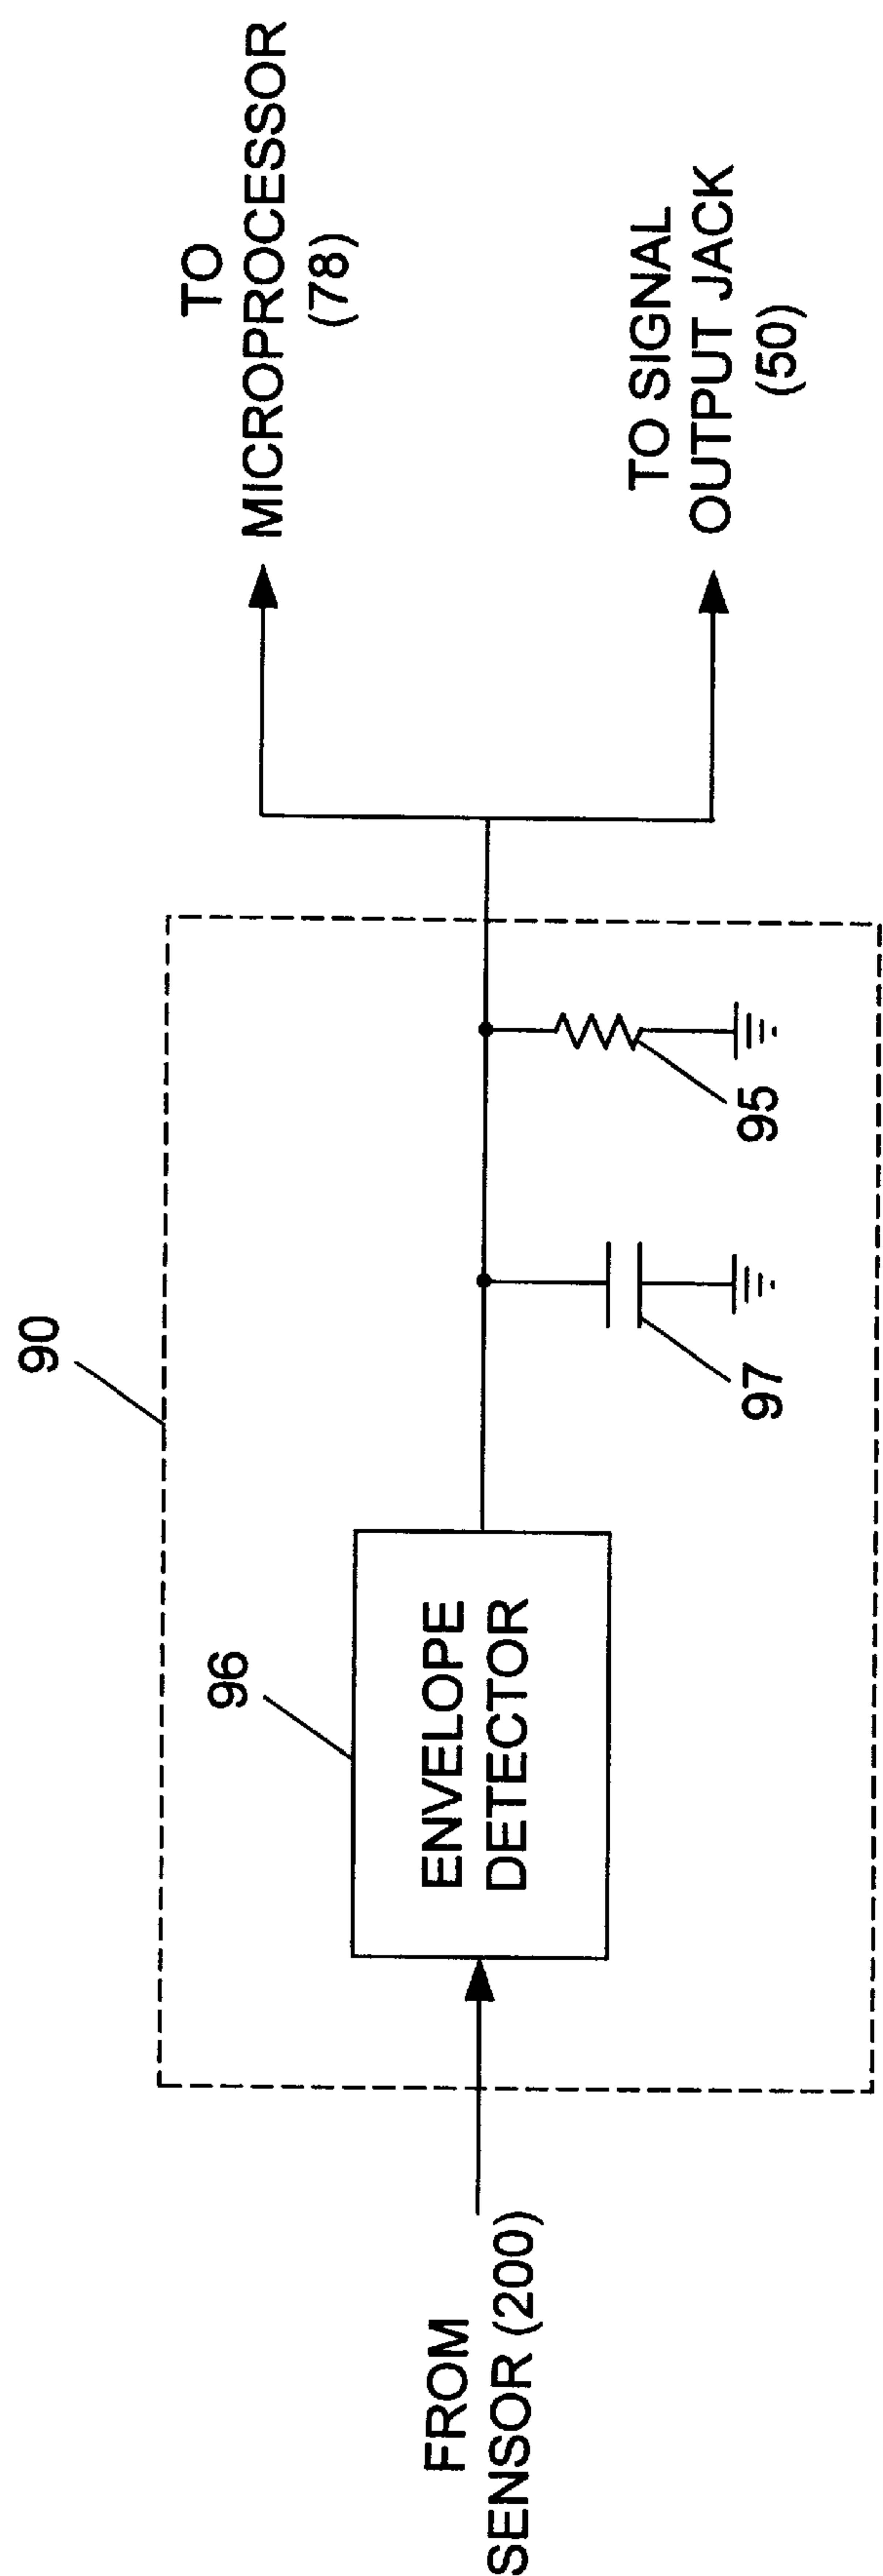 90
96
FROM
SENSOR (200)
ENVELOPE
DETECTOR
97
95
TO
MICROPROCESSOR
(78)
TO SIGNAL
OUTPUT JACK
(50)